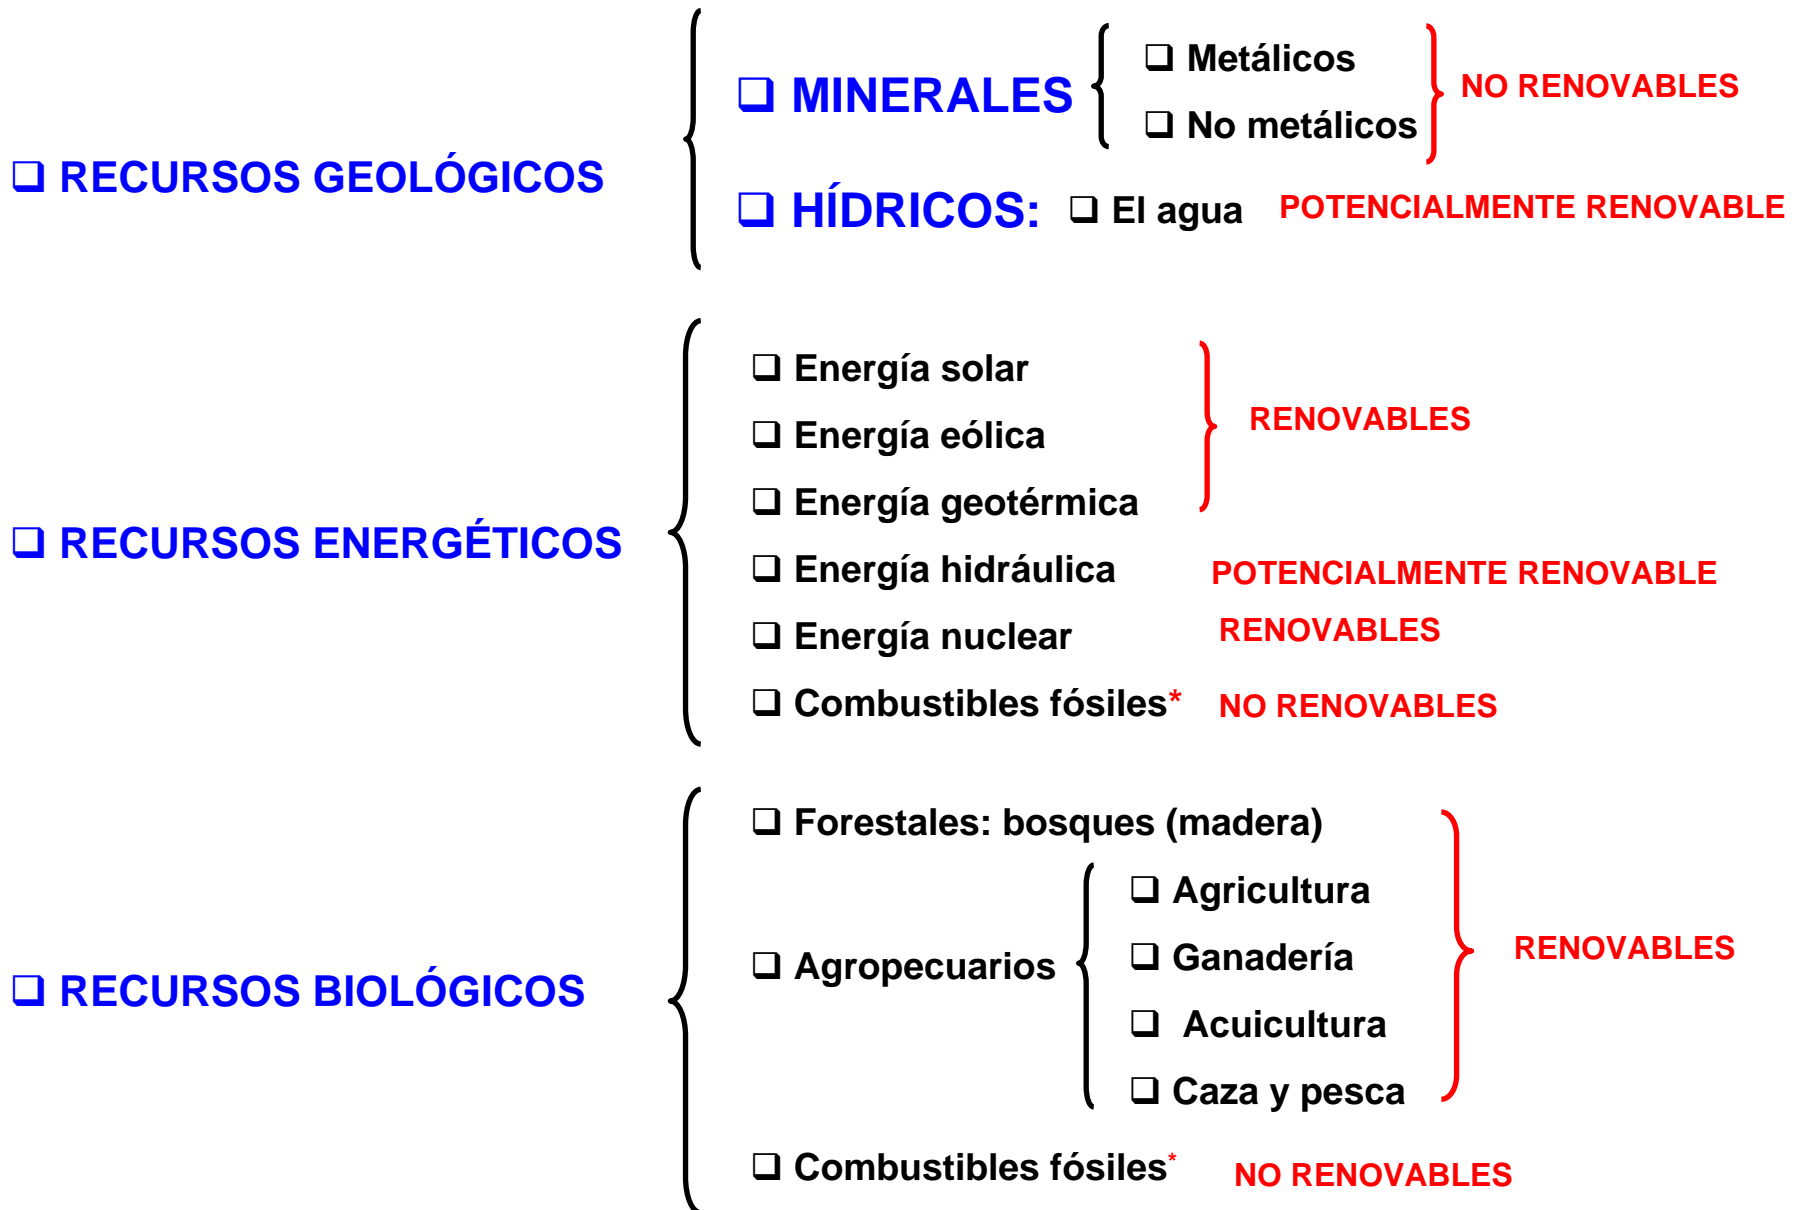 ❑ RECURSOS GEOLÓGICOS
❑ MINERALES
❑ Metálicos
❑ No metálicos
NO RENOVABLES
❑ HÍDRICOS: ❑ El agua POTENCIALMENTE RENOVABLE
❑ RECURSOS ENERGÉTICOS
❑ Energía solar
❑ Energía eólica
❑ Energía geotérmica
RENOVABLES
❑ Energía hidráulica POTENCIALMENTE RENOVABLE
❑ Energía nuclear RENOVABLES
❑ Combustibles fósiles* NO RENOVABLES
❑ RECURSOS BIOLÓGICOS
❑ Forestales: bosques (madera)
❑ Agropecuarios
❑ Agricultura
❑ Ganadería
❑ Acuicultura
❑ Caza y pesca
RENOVABLES
❑ Combustibles fósiles* NO RENOVABLES